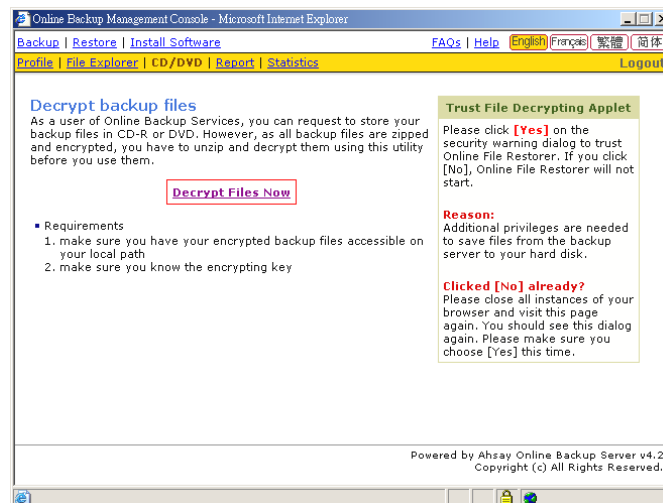 Online Backup Management Console - Microsoft Internet Explorer
Backup | Restore | Install Software FAQs | Help English Français 繁體 简体
Profile | File Explorer | CD/DVD | Report | Statistics Logout
Decrypt backup files
As a user of Online Backup Services, you can request to store your
backup files in CD-R or DVD. However, as all backup files are zipped
and encrypted, you have to unzip and decrypt them using this utility
before you use them.
Decrypt Files Now
Requirements
1. make sure you have your encrypted backup files accessible on
your local path
2. make sure you know the encrypting key
Trust File Decrypting Applet
Please click [Yes] on the
security warning dialog to trust
Online File Restorer. If you click
[No], Online File Restorer will not
start.
Reason:
Additional privileges are needed
to save files from the backup
server to your hard disk.
Clicked [No] already?
Please close all instances of your
browser and visit this page
again. You should see this dialog
again. Please make sure you
choose [Yes] this time.
Powered by Ahsay Online Backup Server v4.2
Copyright (c) All Rights Reserved.